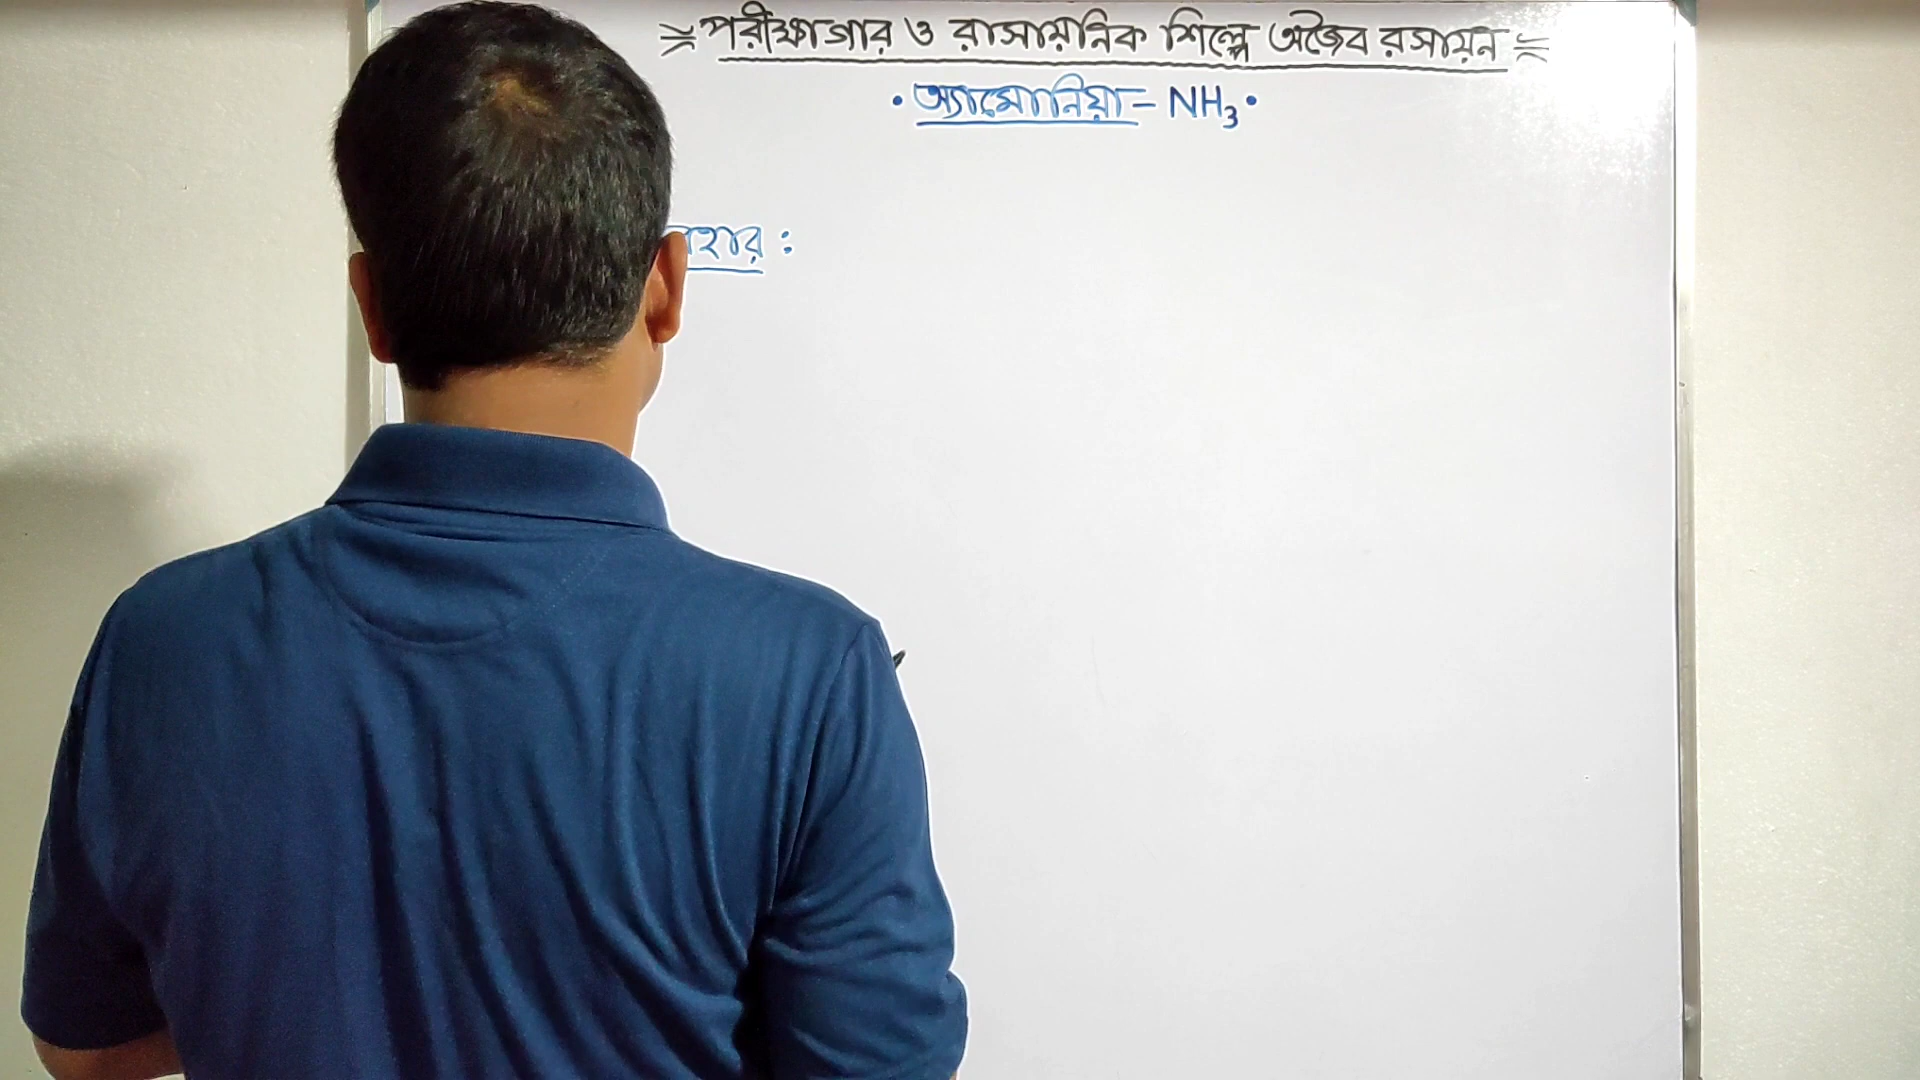 পরীক্ষাগার ও রাসায়নিক শিল্পে অজৈব রসায়ন
• অ্যামোনিয়া - NH₃ •